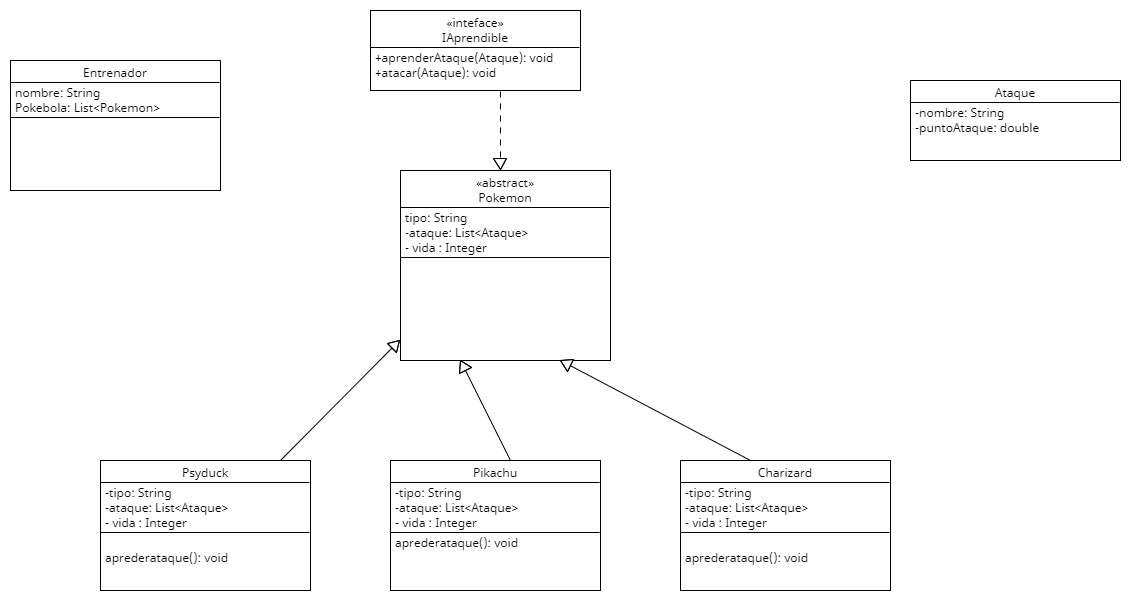 «inteface»
IAprendible
+aprenderAtaque(Ataque): void
+atacar(Ataque): void
Entrenador
nombre: String
Pokebola: List<Pokemon>
Ataque
-nombre: String
-puntoAtaque: double
«abstract»
Pokemon
tipo: String
-ataque: List<Ataque>
- vida : Integer
Psyduck
-tipo: String
-ataque: List<Ataque>
- vida : Integer
aprederataque(): void
Pikachu
-tipo: String
-ataque: List<Ataque>
- vida : Integer
aprederataque(): void
Charizard
-tipo: String
-ataque: List<Ataque>
- vida : Integer
aprederataque(): void